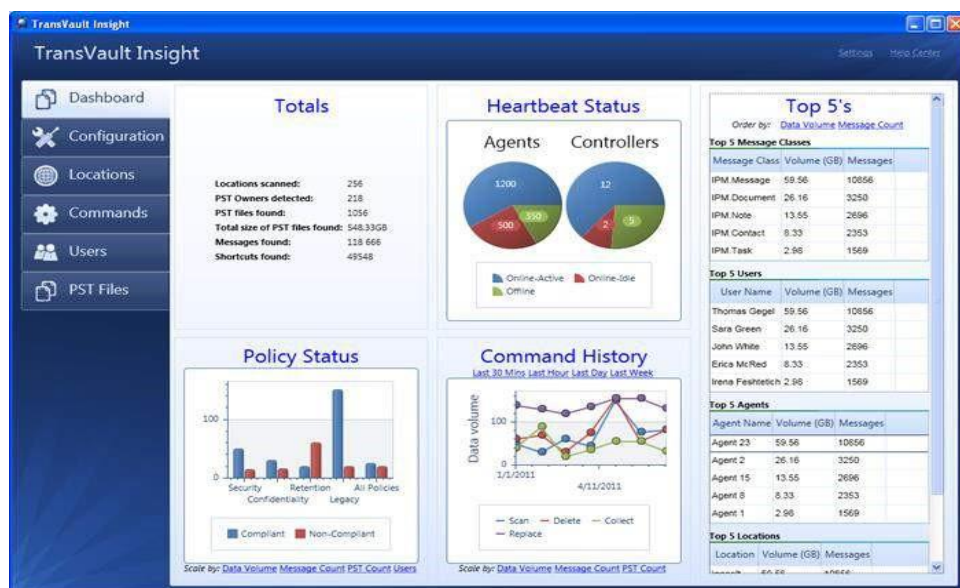 TransVault Insight
TransVault Insight
Settings Help Center
Dashboard
Configuration
Locations
Commands
Users
PST Files
Totals
Locations scanned: 256
PST Owners detected: 218
PST files found: 1056
Total size of PST files found: 548.33GB
Messages found: 118 666
Shortcuts found: 49548
Heartbeat Status
Agents Controllers
1200 500 350
12 2 5
Online-Active Online-Idle
Offline
Policy Status
100
0
Security Retention All Policies
Confidentiality Legacy
Compliant Non-Compliant
Scale by: Data Volume Message Count PST Count Users
Command History
Last 30 Mins Last Hour Last Day Last Week
Data volume
100
0
1/1/2011
4/11/2011
Scan Delete Collect
Replace
Scale by: Data Volume Message Count PST Count
Top 5's
Order by: Data Volume Message Count
Top 5 Message Classes
Message Class Volume (GB) Messages
IPM.Message 59.56 10856
IPM.Document 26.16 3250
IPM.Note 13.55 2696
IPM.Contact 8.33 2353
IPM.Task 2.98 1569
Top 5 Users
User Name Volume (GB) Messages
Thomas Gegel 59.56 10856
Sara Green 26.16 3250
John White 13.55 2696
Erica McRed 8.33 2353
Irena Feshtetich 2.98 1569
Top 5 Agents
Agent Name Volume (GB) Messages
Agent 23 59.56 10856
Agent 2 26.16 3250
Agent 15 13.55 2696
Agent 8 8.33 2353
Agent 1 2.98 1569
Top 5 Locations
Location Volume (GB) Messages